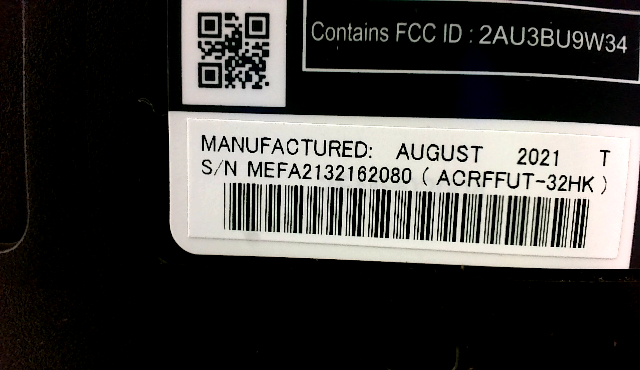 Contains FCC ID : 2AU3BU9W34
MANUFACTURED: AUGUST 2021 T
S/N MEFA2132162080 ( ACRFFUT-32HK )